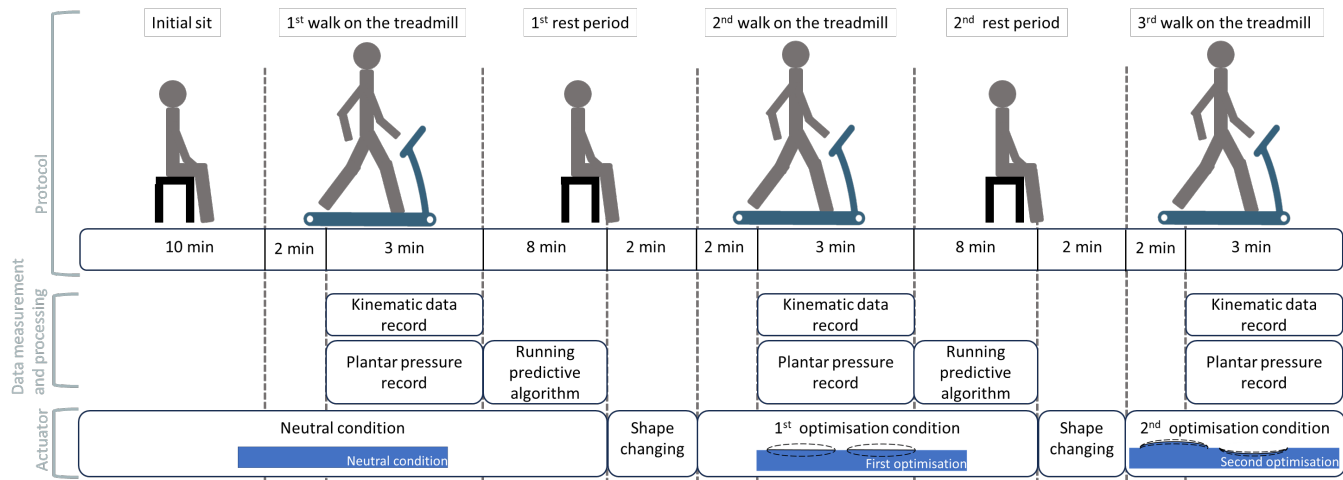 Initial sit
1st walk on the treadmill
1st rest period
2nd walk on the treadmill
2nd rest period
3rd walk on the treadmill
Protocol
10 min
2 min
3 min
8 min
2 min
2 min
3 min
8 min
2 min
2 min
3 min
Data measurement
and processing
Kinematic data
record
Kinematic data
record
Kinematic data
record
Plantar pressure
record
Running
predictive
algorithm
Plantar pressure
record
Running
predictive
algorithm
Plantar pressure
record
Actuator
Neutral condition
Neutral condition
Shape
changing
1st optimisation condition
First optimisation
Shape
changing
2nd optimisation condition
Second optimisation